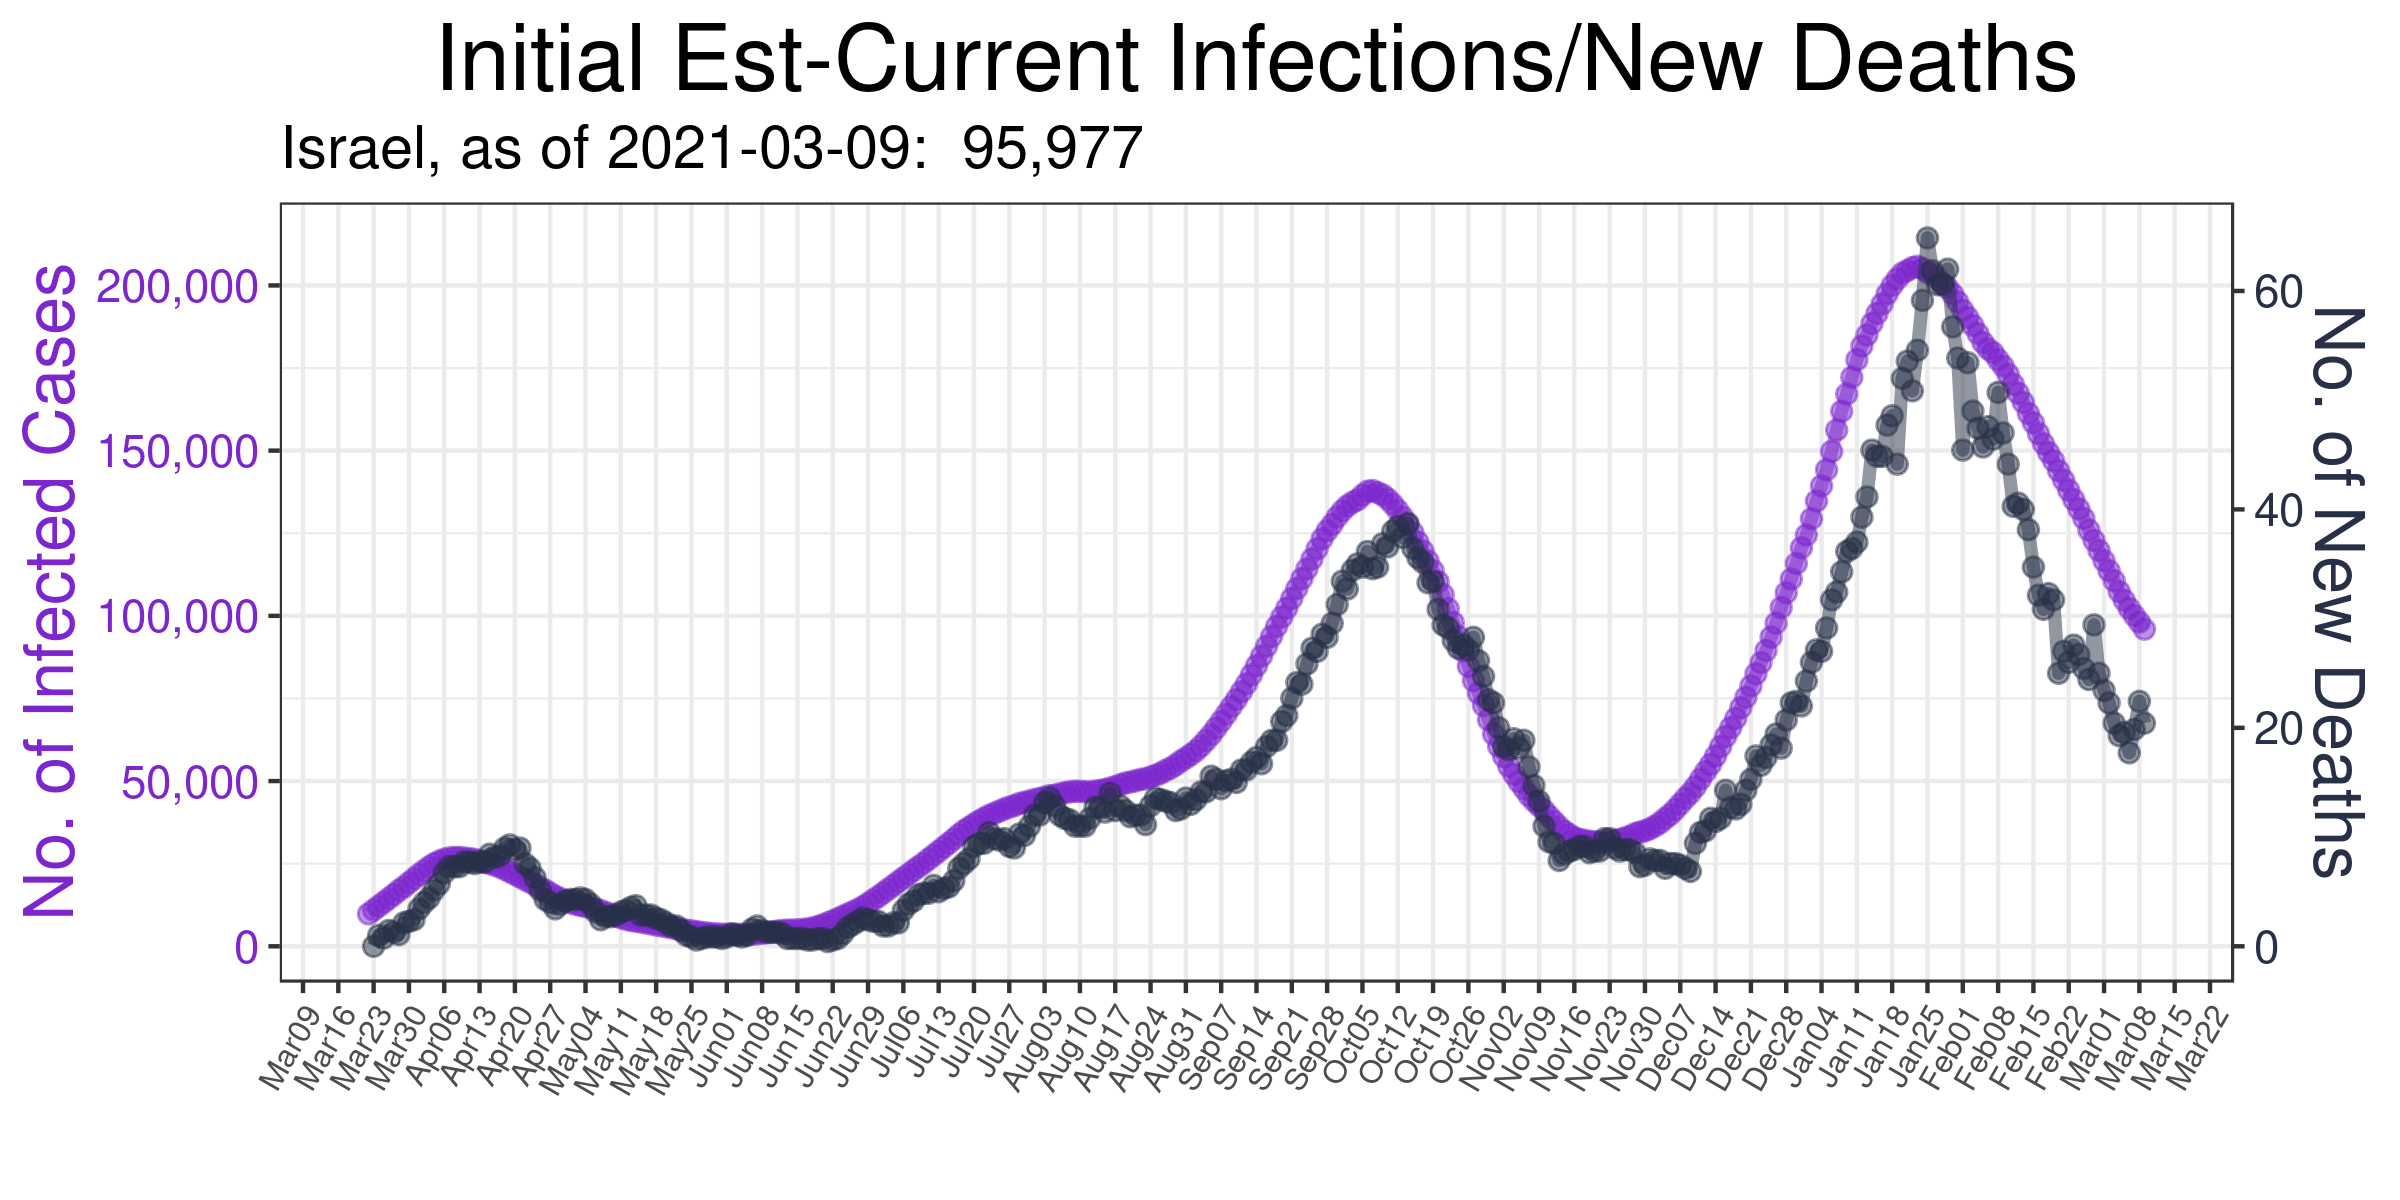 Initial Est-Current Infections/New Deaths
Israel, as of 2021-03-09:  95,977
No. of Infected Cases
200,000
150,000
100,000
50,000
0
60
40
20
0
No. of New Deaths
Mar09
Mar16
Mar23
Mar30
Apr06
Apr13
Apr20
Apr27
May04
May11
May18
May25
Jun01
Jun08
Jun15
Jun22
Jun29
Jul06
Jul13
Jul20
Jul27
Aug03
Aug10
Aug17
Aug24
Aug31
Sep07
Sep14
Sep21
Sep28
Oct05
Oct12
Oct19
Oct26
Nov02
Nov09
Nov16
Nov23
Nov30
Dec07
Dec14
Dec21
Dec28
Jan04
Jan11
Jan18
Jan25
Feb01
Feb08
Feb15
Feb22
Mar01
Mar08
Mar15
Mar22